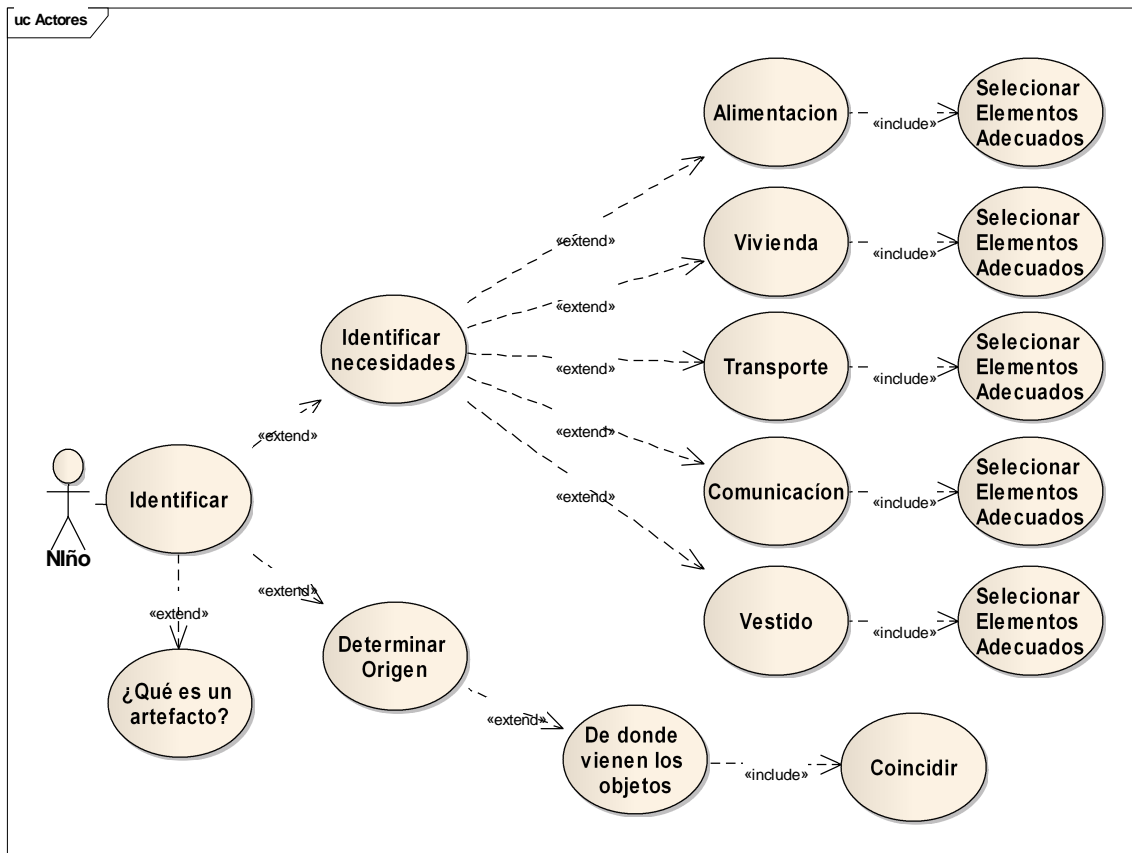 uc Actores
Alimentacion
«include»
Selecionar
Elementos
Adecuados
«extend»
Vivienda
«include»
Selecionar
Elementos
Adecuados
«extend»
Identificar
necesidades
«extend»
Transporte
«include»
Selecionar
Elementos
Adecuados
«extend»
«extend»
Comunicacíon
«include»
Selecionar
Elementos
Adecuados
«extend»
Vestido
«include»
Selecionar
Elementos
Adecuados
NIño
Identificar
«extend»
«extend»
¿Qué es un
artefacto?
Determinar
Origen
«extend»
De donde
vienen los
objetos
«include»
Coincidir